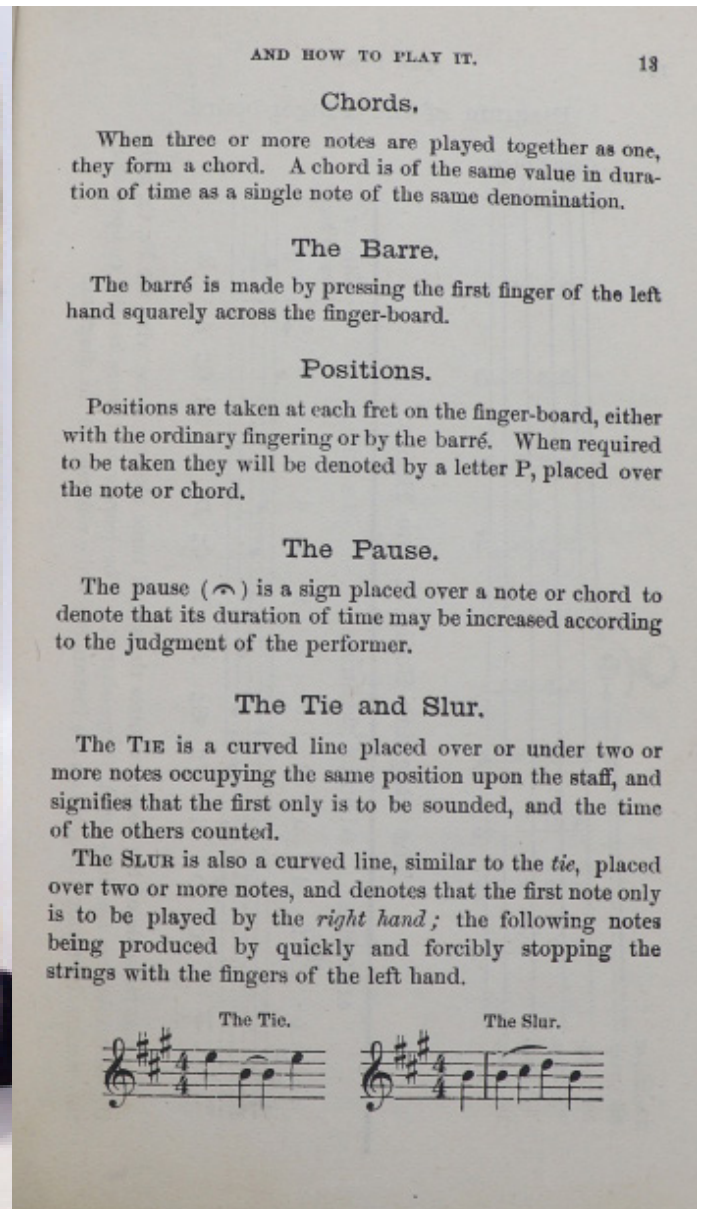 AND HOW TO PLAY IT. 13
Chords.
When three or more notes are played together as one,
they form a chord. A chord is of the same value in dura-
tion of time as a single note of the same denomination.
The Barre.
The barré is made by pressing the first finger of the left
hand squarely across the finger-board.
Positions.
Positions are taken at each fret on the finger-board, either
with the ordinary fingering or by the barré. When required
to be taken they will be denoted by a letter P, placed over
the note or chord.
The Pause.
The pause (𝄐) is a sign placed over a note or chord to
denote that its duration of time may be increased according
to the judgment of the performer.
The Tie and Slur.
The TIE is a curved line placed over or under two or
more notes occupying the same position upon the staff, and
signifies that the first only is to be sounded, and the time
of the others counted.
The SLUR is also a curved line, similar to the tie, placed
over two or more notes, and denotes that the first note only
is to be played by the right hand; the following notes
being produced by quickly and forcibly stopping the
strings with the fingers of the left hand.
The Tie. The Slur.
4 4
4 4